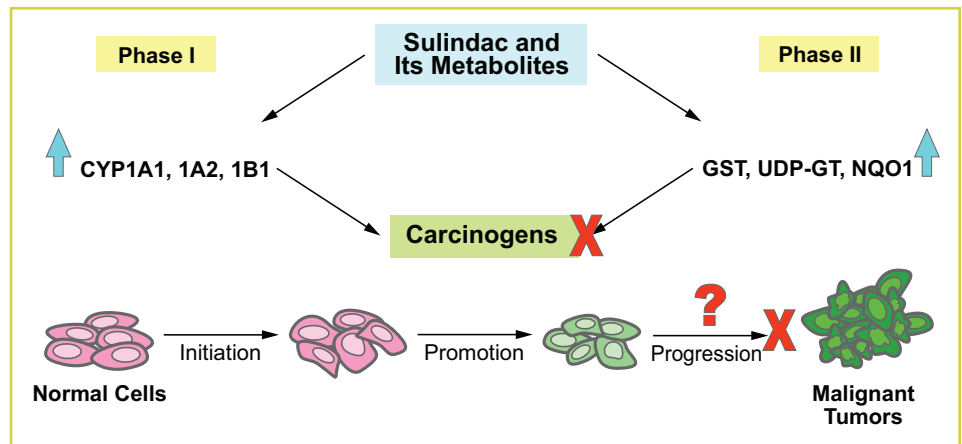 Phase I
Sulindac and
Its Metabolites
Phase II
CYP1A1, 1A2, 1B1
GST, UDP-GT, NQO1
Carcinogens X
?
X
Initiation
Promotion
Progression
Normal Cells
Malignant
Tumors